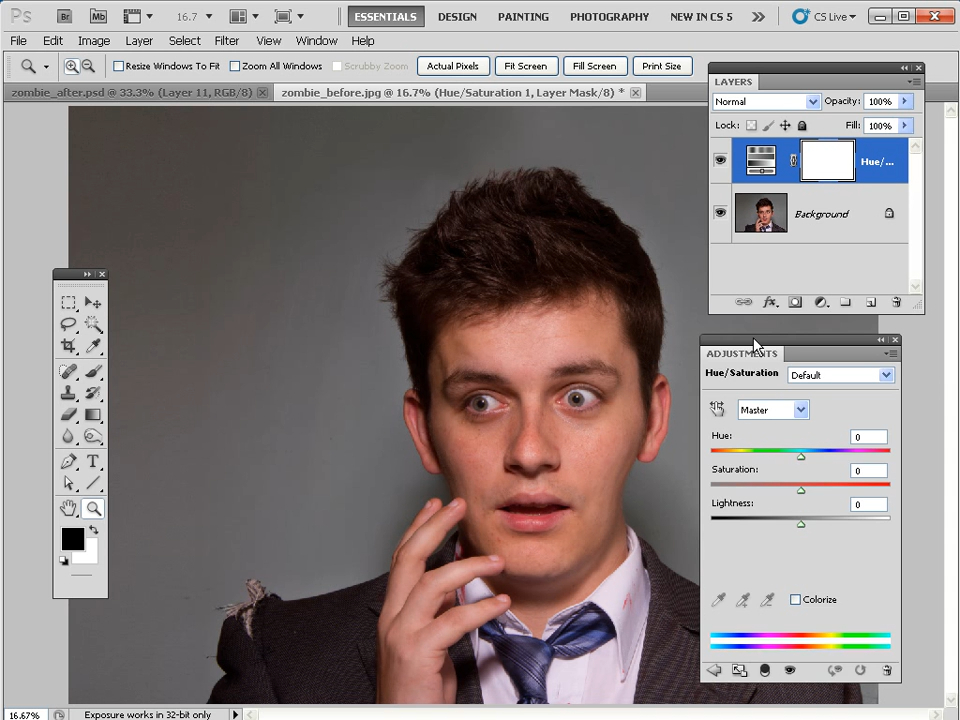 Ps Br Mb 16.7 ESSENTIALS DESIGN PAINTING PHOTOGRAPHY NEW IN CS 5 CS Live
File Edit Image Layer Select Filter View Window Help
Resize Windows To Fit Zoom All Windows Scrubby Zoom Actual Pixels Fit Screen Fill Screen Print Size
zombie_after.psd @ 33.3% (Layer 11, RGB/8) zombie_before.jpg @ 16.7% (Hue/Saturation 1, Layer Mask/8) *
LAYERS
Normal Opacity: 100%
Lock: Fill: 100%
Hue/...
Background
ADJUSTMENTS
Hue/Saturation Default
Master
Hue: 0
Saturation: 0
Lightness: 0
Colorize
16.67% Exposure works in 32-bit only